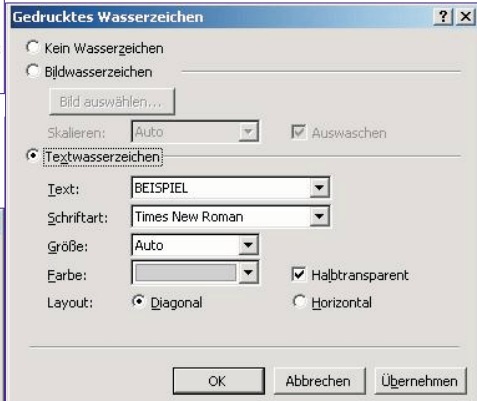 Gedrucktes Wasserzeichen
Kein Wasserzeichen
Bildwasserzeichen
Bild auswählen...
Skalieren: Auto Auswaschen
Textwasserzeichen
Text: BEISPIEL
Schriftart: Times New Roman
Größe: Auto
Farbe: Halbtransparent
Layout: Diagonal Horizontal
OK Abbrechen Übernehmen